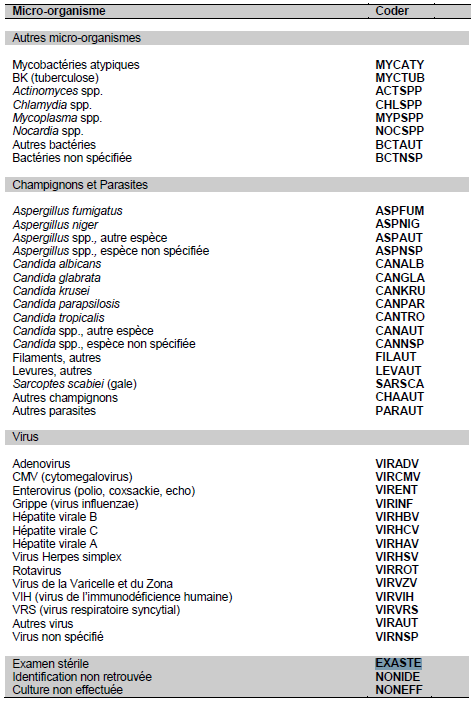 Micro-organisme Coder
Autres micro-organismes
Mycobactéries atypiques MYCATY
BK (tuberculose) MYCTUB
Actinomyces spp. ACTSPP
Chlamydia spp. CHLSPP
Mycoplasma spp. MYPSPP
Nocardia spp. NOCSPP
Autres bactéries BCTAUT
Bactéries non spécifiée BCTNSP
Champignons et Parasites
Aspergillus fumigatus ASPFUM
Aspergillus niger ASPNIG
Aspergillus spp., autre espèce ASPAUT
Aspergillus spp., espèce non spécifiée ASPNSP
Candida albicans CANALB
Candida glabrata CANGLA
Candida krusei CANKRU
Candida parapsilosis CANPAR
Candida tropicalis CANTRO
Candida spp., autre espèce CANAUT
Candida spp., espèce non spécifiée CANNSP
Filaments, autres FILAUT
Levures, autres LEVAUT
Sarcoptes scabiei (gale) SARSCA
Autres champignons CHAAUT
Autres parasites PARAUT
Virus
Adenovirus VIRADV
CMV (cytomegalovirus) VIRCMV
Enterovirus (polio, coxsackie, echo) VIRENT
Grippe (virus influenzae) VIRINF
Hépatite virale B VIRHBV
Hépatite virale C VIRHCV
Hépatite virale A VIRHAV
Virus Herpes simplex VIRHSV
Rotavirus VIRROT
Virus de la Varicelle et du Zona VIRVZV
VIH (virus de l'immunodéficience humaine) VIRVIH
VRS (virus respiratoire syncytial) VIRVRS
Autres virus VIRAUT
Virus non spécifié VIRNSP
Examen stérile EXASTE
Identification non retrouvée NONIDE
Culture non effectuée NONEFF